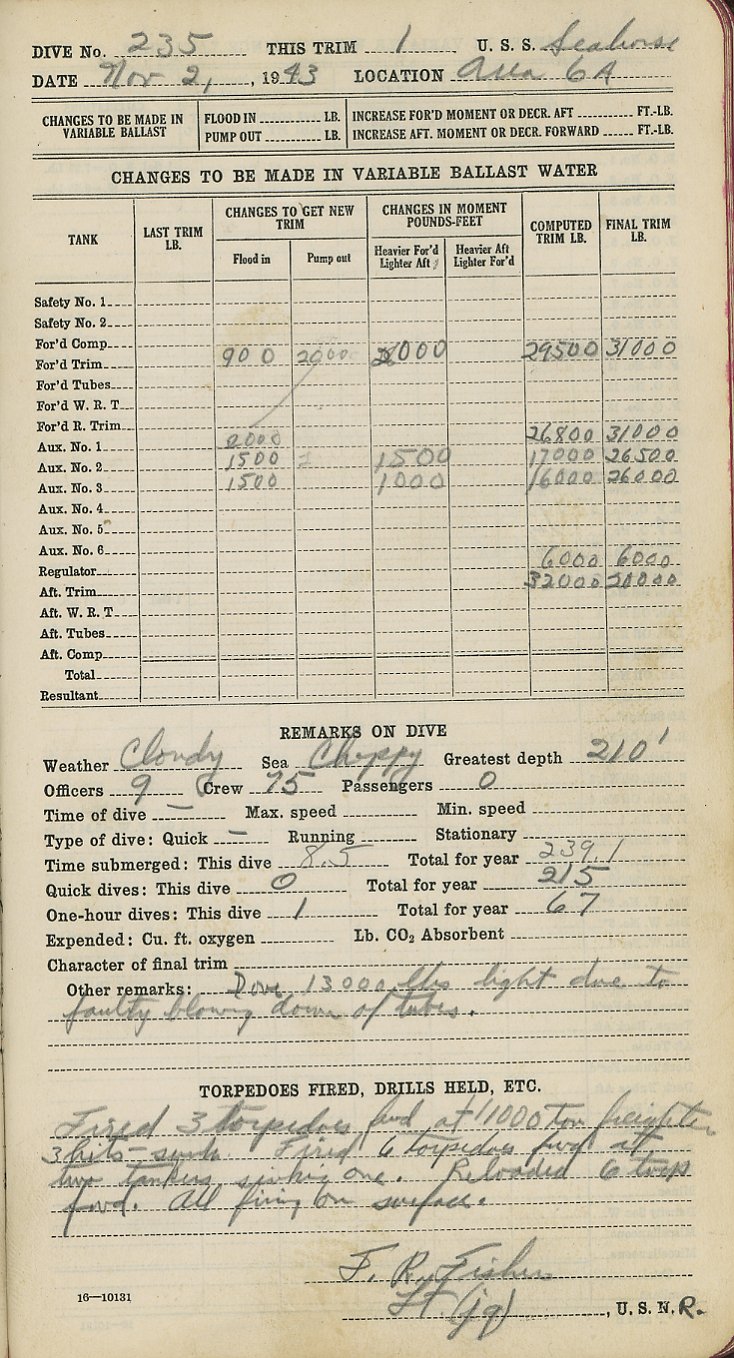 DIVE No. 235 THIS TRIM 1 U. S. S. Seahorse
DATE Nov 2, 1943 LOCATION Area 6A
CHANGES TO BE MADE IN VARIABLE BALLAST
FLOOD IN LB. INCREASE FOR'D MOMENT OR DECR. AFT FT.-LB.
PUMP OUT LB. INCREASE AFT. MOMENT OR DECR. FORWARD FT.-LB.
CHANGES TO BE MADE IN VARIABLE BALLAST WATER
TANK LAST TRIM LB. CHANGES TO GET NEW TRIM CHANGES IN MOMENT POUNDS-FEET COMPUTED TRIM LB. FINAL TRIM LB.
Flood in Pump out Heavier For'd Lighter Aft Heavier Aft Lighter For'd
Safety No. 1
Safety No. 2
For'd Comp
For'd Trim 900 2000 000 29500 31000
For'd Tubes
For'd W. R. T
For'd R. Trim
Aux. No. 1 2000 26800 31000
Aux. No. 2 1500 1500 17000 26500
Aux. No. 3 1500 1000 16000 26000
Aux. No. 4
Aux. No. 5
Aux. No. 6
Regulator 6000 6000
Aft. Trim 32000 20000
Aft. W. R. T
Aft. Tubes
Aft. Comp
Total
Resultant
REMARKS ON DIVE
Weather Cloudy Sea Choppy Greatest depth 210'
Officers 9 Crew 75 Passengers 0
Time of dive — Max. speed Min. speed
Type of dive: Quick — Running Stationary
Time submerged: This dive 8.5 Total for year 239.1
Quick dives: This dive 0 Total for year 215
One-hour dives: This dive 1 Total for year 67
Expended: Cu. ft. oxygen Lb. CO₂ Absorbent
Character of final trim
Other remarks: Dove 13000 lbs light due to
faulty blowing down of tubes.
TORPEDOES FIRED, DRILLS HELD, ETC.
Fired 3 torpedoes fwd at 11000 ton freighter
3 hits – sunk. Fired 6 torpedoes fwd at
two tankers, sinking one. Reloaded 6 torps
fwd. All firing on surface.
F. R. Fisher
Lt. (jg), U. S. N. R.
16—10131